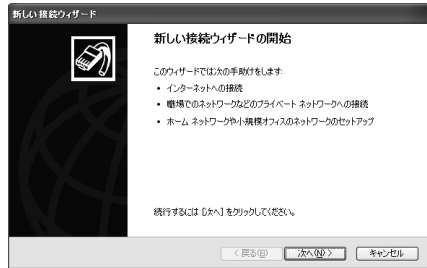 新しい接続ウィザード
新しい接続ウィザードの開始
このウィザードでは次の手助けをします:
• インターネットへの接続
• 職場でのネットワークなどのプライベート ネットワークへの接続
• ホーム ネットワークや小規模オフィスのネットワークのセットアップ
続行するには [次へ] をクリックしてください。
< 戻る(B) 次へ(N) > キャンセル